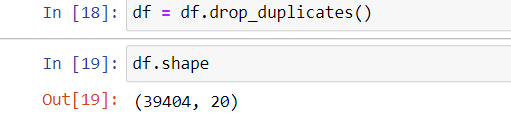 In [18]: df = df.drop_duplicates()
In [19]: df.shape
Out[19]: (39404, 20)